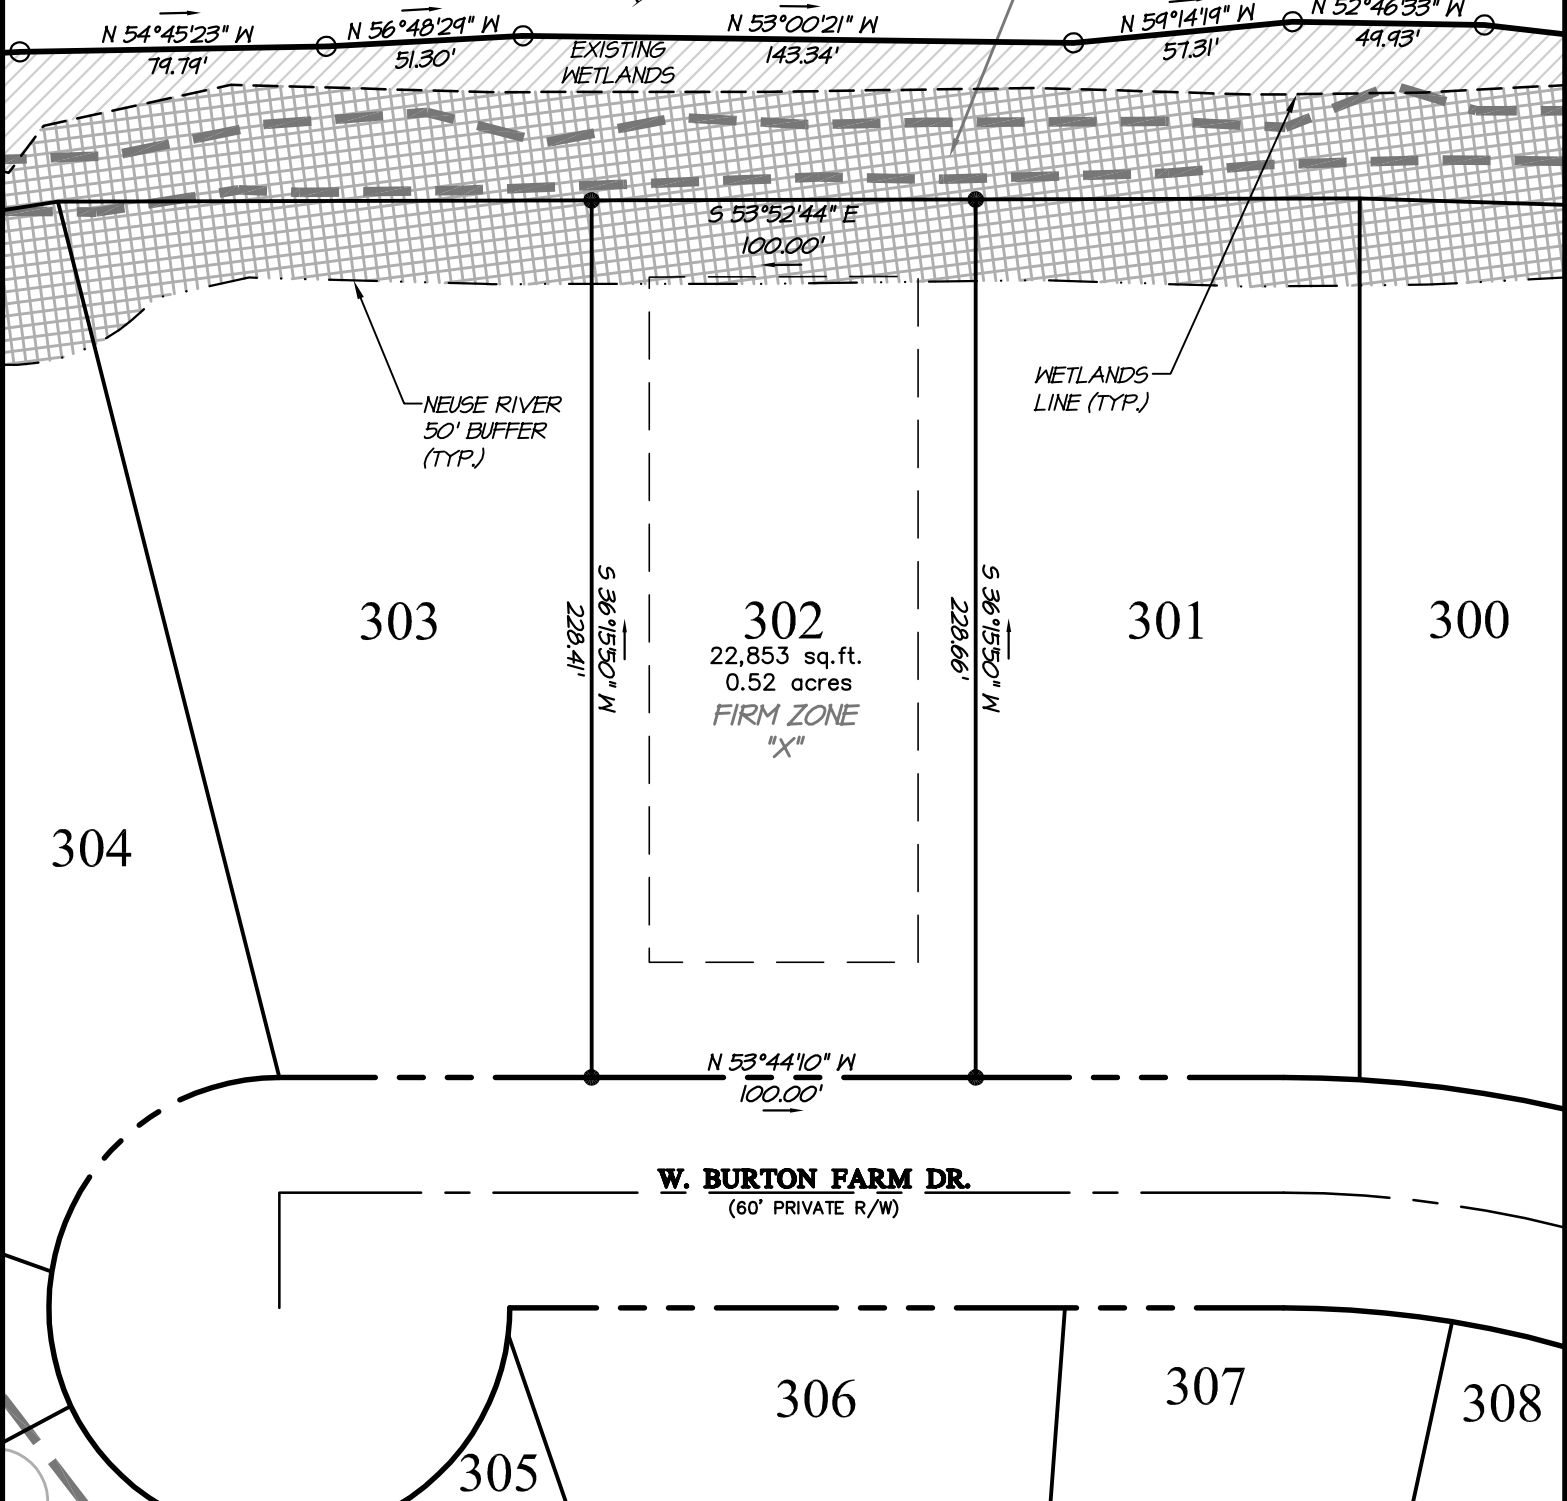 N 54°45'23" W
79.79'
N 56°48'29" W
51.30'
EXISTING
WETLANDS
N 53°00'21" W
143.34'
N 59°14'19" W
57.31'
N 52°46'33" W
49.93'
S 53°52'44" E
100.00'
NEUSE RIVER
50' BUFFER
(TYP.)
WETLANDS
LINE (TYP.)
S 36°15'50" W
228.41'
S 36°15'50" W
228.66'
303
302
22,853 sq.ft.
0.52 acres
FIRM ZONE
"X"
301
300
304
N 53°44'10" W
100.00'
W. BURTON FARM DR.
(60' PRIVATE R/W)
306
307
308
305